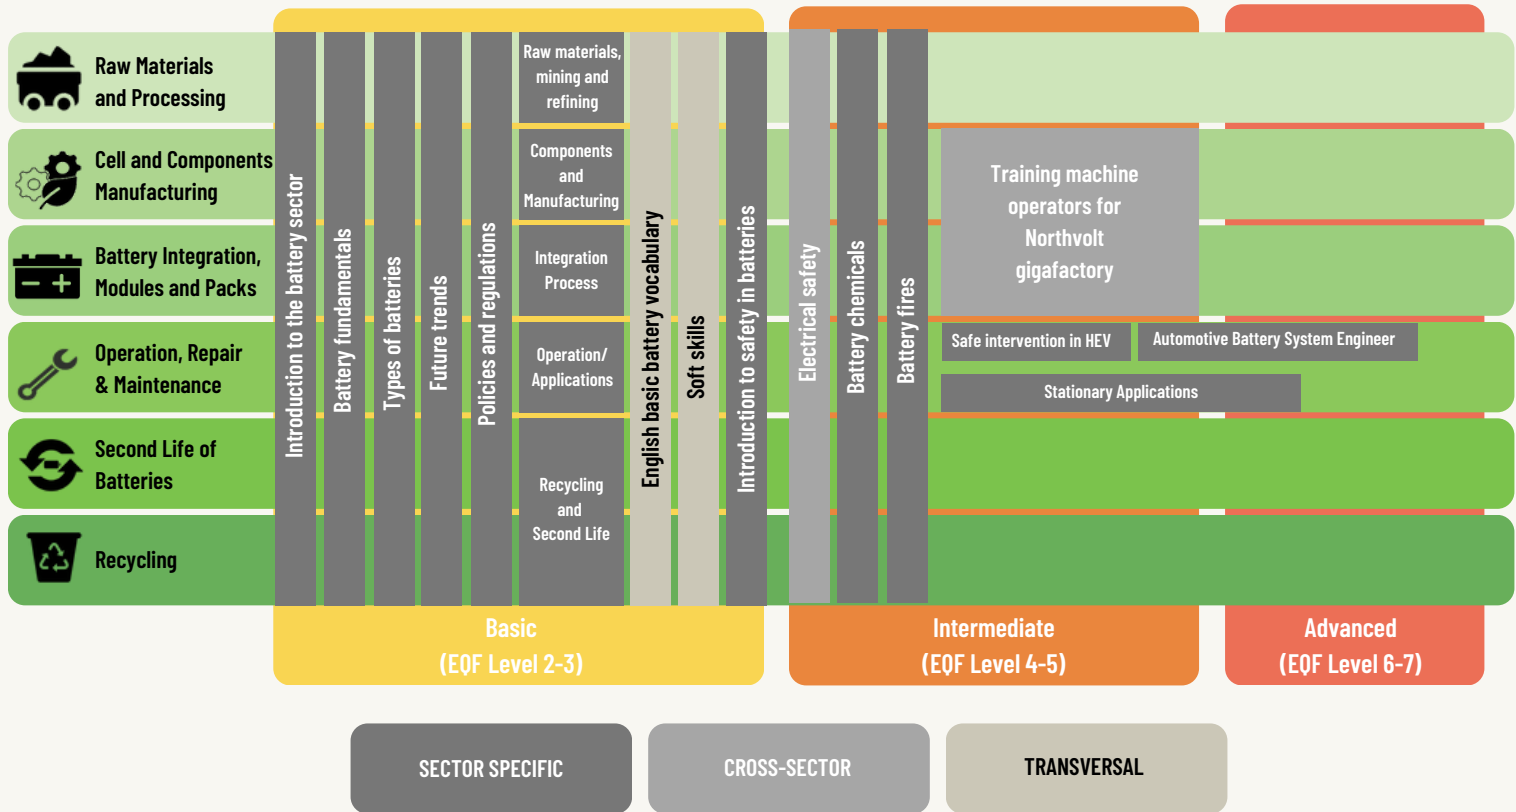 Raw Materials
and Processing
Cell and Components
Manufacturing
Battery Integration,
Modules and Packs
Operation, Repair
& Maintenance
Second Life of
Batteries
Recycling
Introduction to the battery sector
Battery fundamentals
Types of batteries
Future trends
Policies and regulations
Raw materials,
mining and
refining
Components
and
Manufacturing
Integration
Process
Operation/
Applications
Recycling
and
Second Life
English basic battery vocabulary
Soft skills
Introduction to safety in batteries
Electrical safety
Battery chemicals
Battery fires
Training machine
operators for
Northvolt
gigafactory
Safe intervention in HEV
Automotive Battery System Engineer
Stationary Applications
Basic
(EQF Level 2-3)
Intermediate
(EQF Level 4-5)
Advanced
(EQF Level 6-7)
SECTOR SPECIFIC
CROSS-SECTOR
TRANSVERSAL